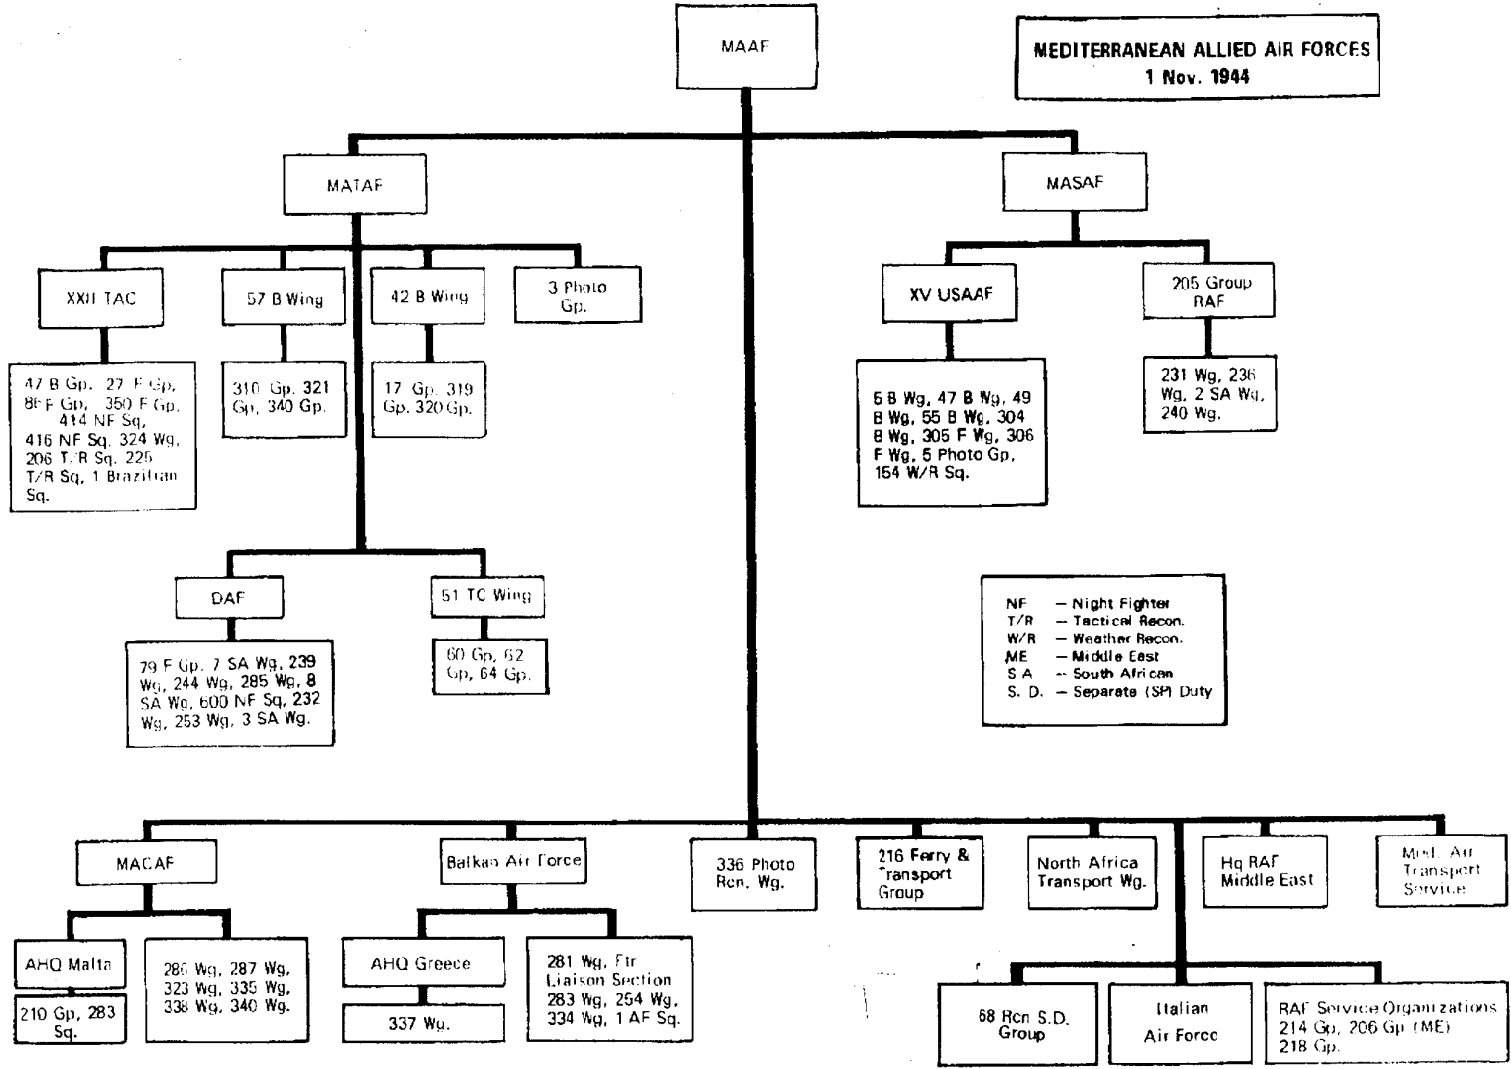 MAAF
MEDITERRANEAN ALLIED AIR FORCES
1 Nov. 1944
MATAF
MASAF
XXII TAC
57 B Wing
42 B Wing
3 Photo
Gp.
XV USAAF
205 Group
RAF
47 B Gp. 27 F Gp,
86 F Gp, 350 F Gp.
414 NF Sq,
416 NF Sq. 324 Wg,
206 T/R Sq. 225
T/R Sq, 1 Brazilian
Sq.
310 Gp. 321
Gp, 340 Gp.
17 Gp. 319
Gp. 320 Gp.
5 B Wg, 47 B Wg, 49
B Wg, 55 B Wg, 304
B Wg, 305 F Wg, 306
F Wg, 5 Photo Gp,
154 W/R Sq.
231 Wg, 236
Wg, 2 SA Wg,
240 Wg.
DAF
51 TC Wing
79 F Gp. 7 SA Wg, 239
Wg, 244 Wg, 285 Wg, 8
SA Wg, 600 NF Sq, 232
Wg, 253 Wg, 3 SA Wg.
60 Gp, 62
Gp, 64 Gp.
NF – Night Fighter
T/R – Tactical Recon.
W/R – Weather Recon.
ME – Middle East
S A – South African
S. D. – Separate (SP) Duty
MACAF
Balkan Air Force
336 Photo
Rcn. Wg.
216 Ferry &
Transport
Group
North Africa
Transport Wg.
Hq RAF
Middle East
Med. Air
Transport
Service
AHQ Malta
286 Wg, 287 Wg,
323 Wg, 335 Wg,
338 Wg, 340 Wg.
210 Gp, 283
Sq.
AHQ Greece
337 Wg.
281 Wg, Ftr
Liaison Section
283 Wg, 254 Wg,
334 Wg, 1 AF Sq.
68 Rcn S.D.
Group
Italian
Air Force
RAF Service Organizations
214 Gp, 206 Gp (ME)
218 Gp.